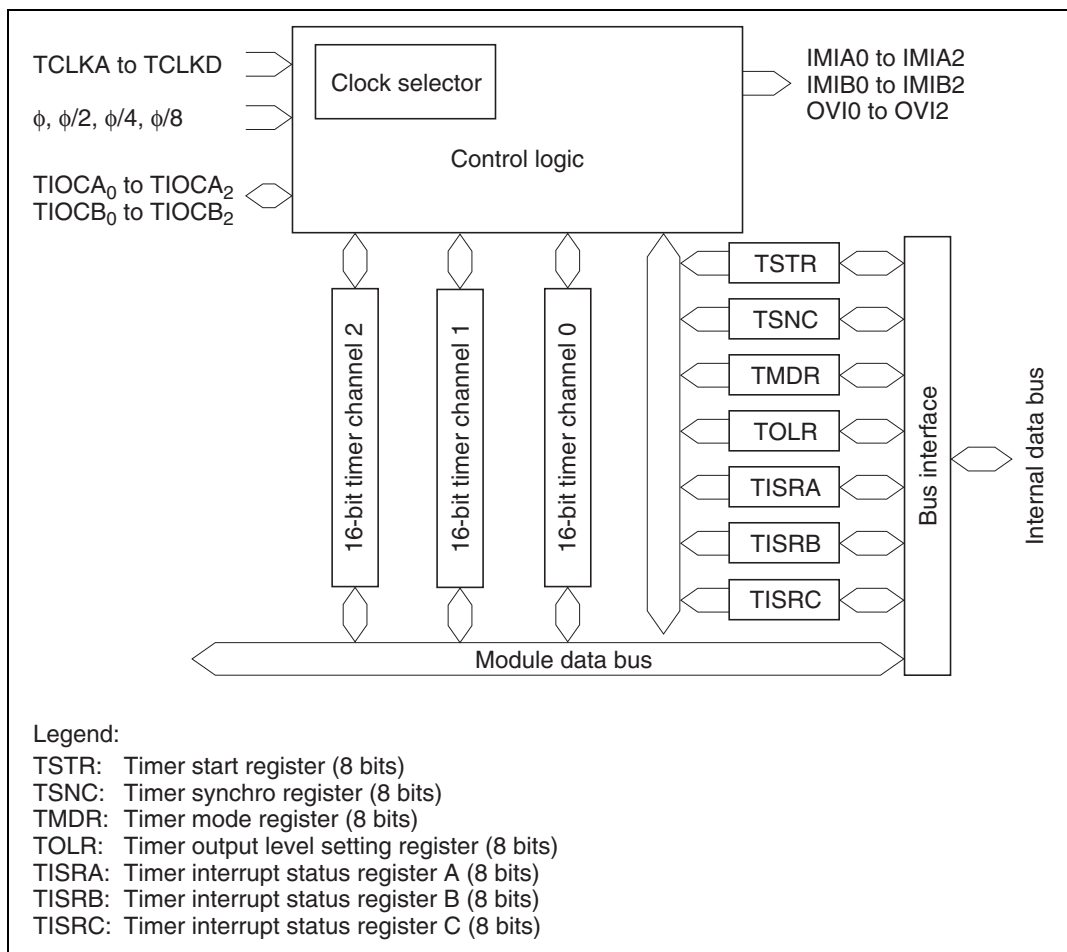 TCLKA to TCLKD
ϕ, ϕ/2, ϕ/4, ϕ/8
TIOCA0 to TIOCA2
TIOCB0 to TIOCB2
Clock selector
Control logic
IMIA0 to IMIA2
IMIB0 to IMIB2
OVI0 to OVI2
16-bit timer channel 2
16-bit timer channel 1
16-bit timer channel 0
TSTR
TSNC
TMDR
TOLR
TISRA
TISRB
TISRC
Bus interface
Internal data bus
Module data bus
Legend:
TSTR: Timer start register (8 bits)
TSNC: Timer synchro register (8 bits)
TMDR: Timer mode register (8 bits)
TOLR: Timer output level setting register (8 bits)
TISRA: Timer interrupt status register A (8 bits)
TISRB: Timer interrupt status register B (8 bits)
TISRC: Timer interrupt status register C (8 bits)